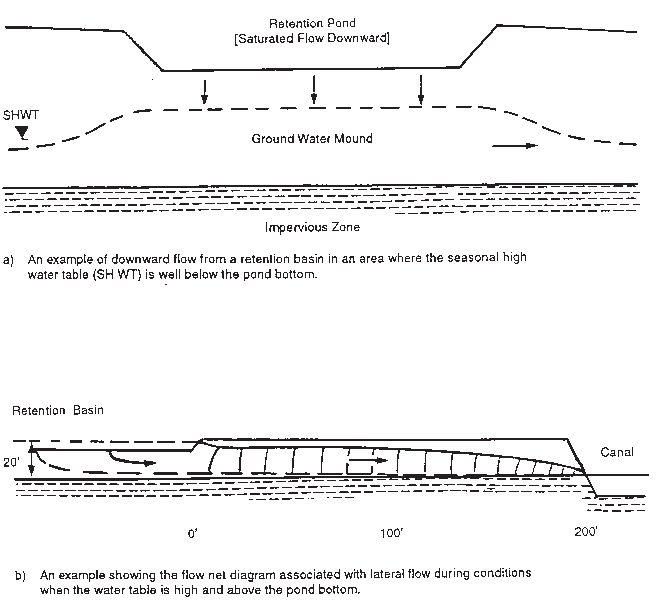 Retention Pond
[Saturated Flow Downward]
SHWT
Ground Water Mound
Impervious Zone
a) An example of downward flow from a retention basin in an area where the seasonal high
water table (SH WT) is well below the pond bottom.
Retention Basin
Canal
20'
0' 100' 200'
b) An example showing the flow net diagram associated with lateral flow during conditions
when the water table is high and above the pond bottom.